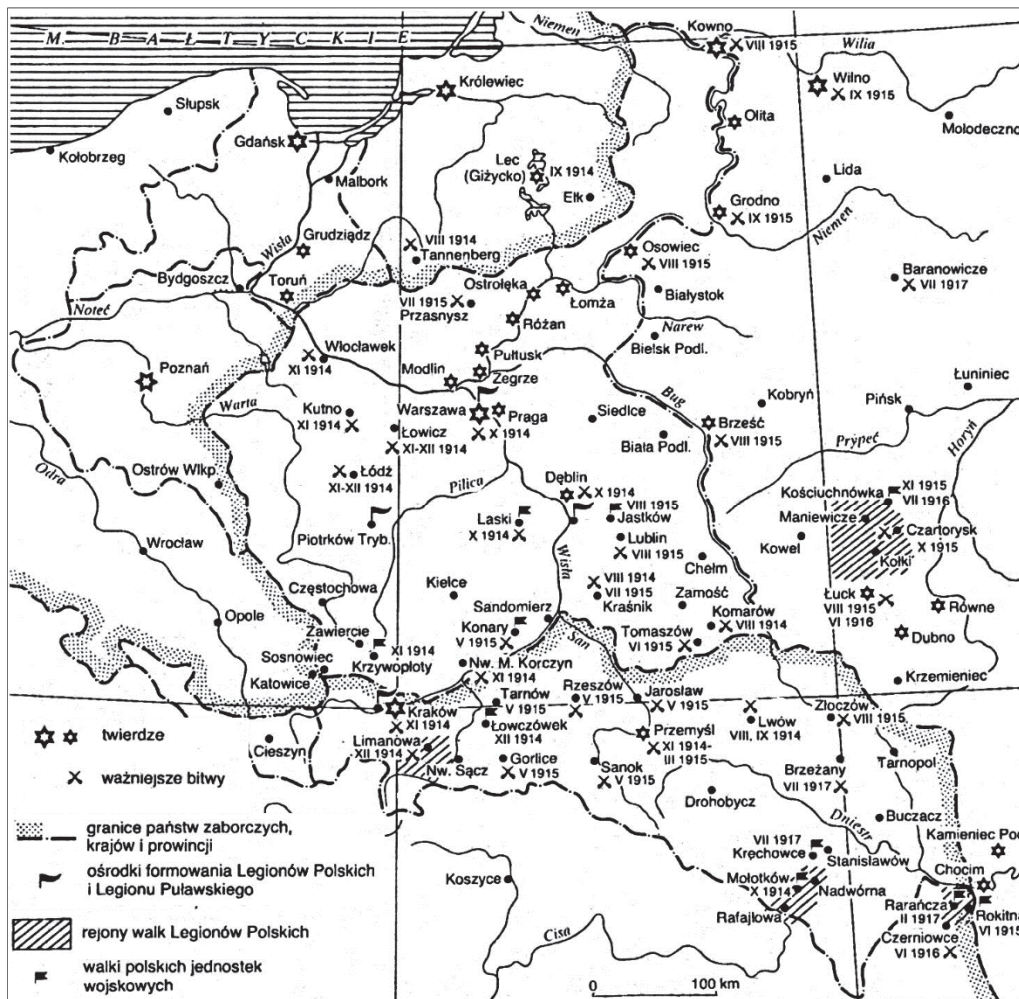 M. BAŁTYCKIE
Niemen
Kowno
VIII 1915
Wilia
Słupsk
Królewiec
Wilno
IX 1915
Gdańsk
Olita
Molodeczno
Kołobrzeg
Malbork
Lec
(Giżycko)
IX 1914
Ełk
Lida
Grodno
IX 1915
Niemen
Wisła
Grudziądz
VIII 1914
Tannenberg
Osowiec
VIII 1915
Baranowicze
VII 1917
Bydgoszcz
Toruń
Ostrołęka
Łomża
Białystok
VII 1915
Przasnysz
Noteć
Różan
Narew
Bielsk Podl.
Włocławek
XI 1914
Pułtusk
Modlin
Zegrze
Poznań
Łuniniec
Warta
Kutno
XI 1914
Warszawa
Praga
X 1914
Siedlce
Bug
Kobryń
Pińsk
Łowicz
XI-XII 1914
Biała Podl.
Brześć
VIII 1915
Prypeć
Horyń
Odra
Ostrów Wlkp.
Łódź
XI-XII 1914
Pilica
Dęblin
X 1914
Kościuchnówka
XI 1915
VII 1916
Laski
X 1914
VIII 1915
Jastków
Maniewicze
Czartorysk
X 1915
Piotrków Tryb.
Wrocław
Lublin
VIII 1915
Kowel
Kołki
Wisła
Chełm
Częstochowa
Kielce
VIII 1914
VII 1915
Kraśnik
Zamość
Łuck
VIII 1915
VI 1916
Równe
Opole
Sandomierz
Komarów
VIII 1914
Zawiercie
XI 1914
Krzywopłoty
Konary
V 1915
San
Tomaszów
VI 1915
Dubno
Sosnowiec
Katowice
Nw. M. Korczyn
XI 1914
Krzemieniec
Tarnów
V 1915
Rzeszów
V 1915
Jarosław
V 1915
Złoczów
VIII 1915
Kraków
XI 1914
Łowczówek
XII 1914
Lwów
VIII, IX 1914
twierdze
Cieszyn
Limanowa
XII 1914
Przemyśl
XI 1914-
III 1915
Nw. Sącz
Gorlice
V 1915
Sanok
V 1915
Brzeżany
VII 1917
Tarnopol
ważniejsze bitwy
Drohobycz
Buczacz
granice państw zaborczych,
krajów i prowincji
Dniestr
Kamieniec Pod
VII 1917
Kręchowce
Stanisławów
ośrodki formowania Legionów Polskich
i Legionu Puławskiego
Koszyce
Mołotków
X 1914
Nadwórna
Chocim
Rafajłowa
Rarańcza
II 1917
Rokitna
VI 1915
rejony walk Legionów Polskich
Cisa
Czerniowce
VI 1916
walki polskich jednostek
wojskowych
0 100 km